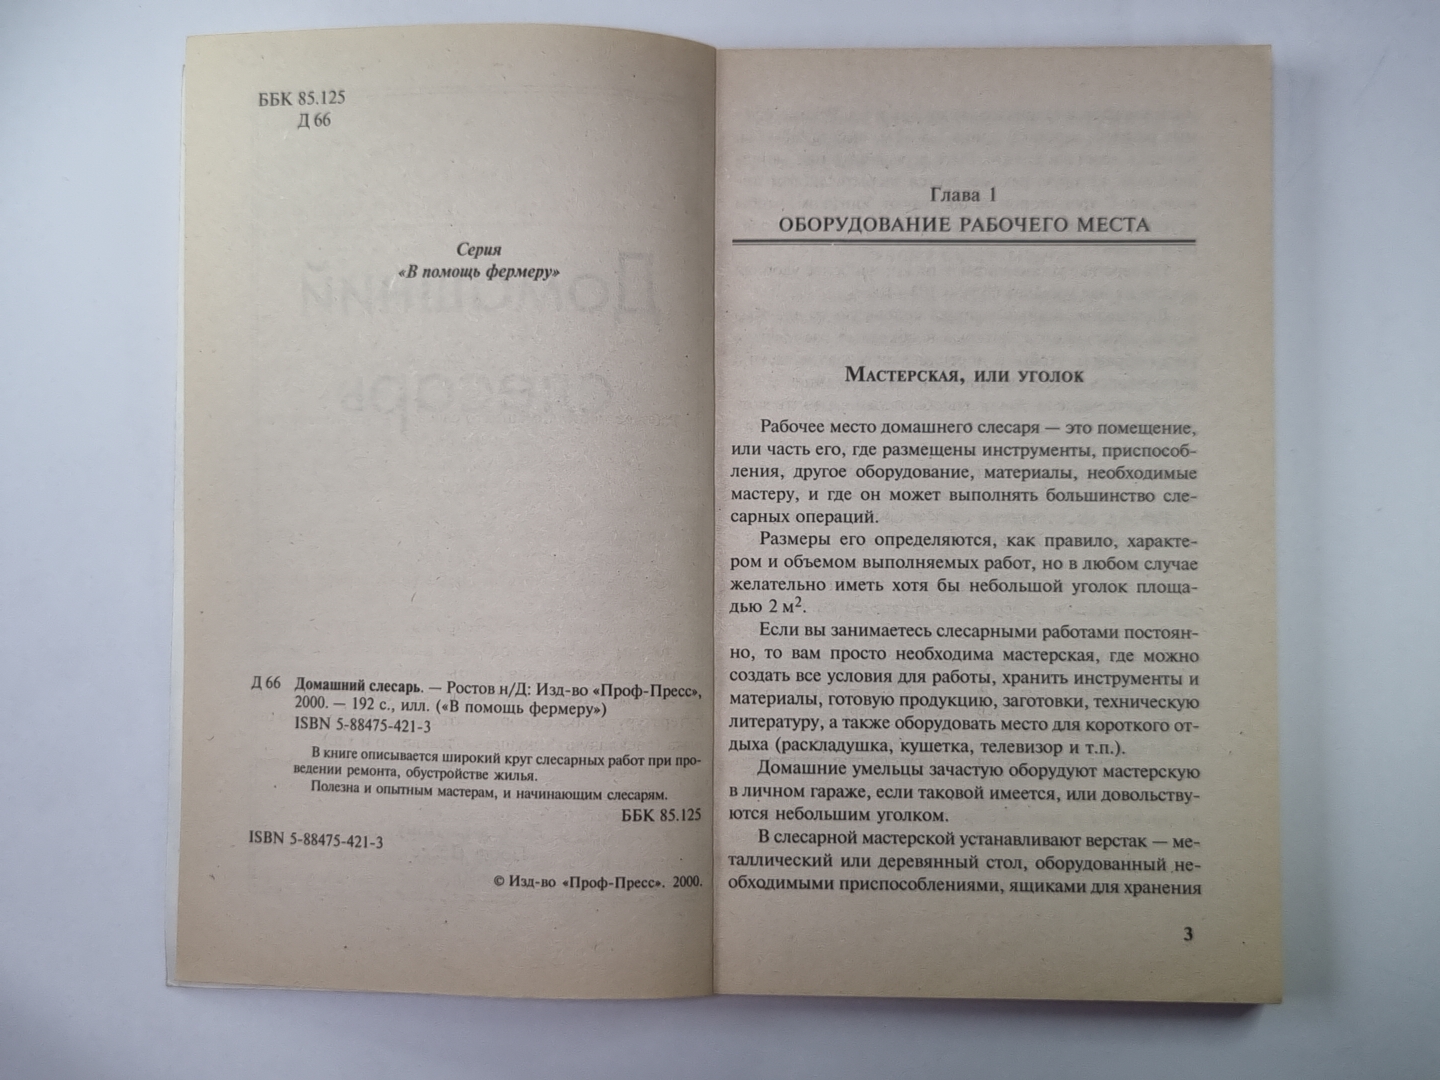 ББК 85.125
Д 66
Серия
«В помощь фермеру»
Д 66 Домашний слесарь. — Ростов н/Д: Изд-во «Проф-Пресс»,
2000. — 192 с., илл. («В помощь фермеру»)
ISBN 5-88475-421-3
В книге описывается широкий круг слесарных работ при про-
ведении ремонта, обустройстве жилья.
Полезна и опытным мастерам, и начинающим слесарям.
ББК 85.125
ISBN 5-88475-421-3
© Изд-во «Проф-Пресс». 2000.
Глава 1
ОБОРУДОВАНИЕ РАБОЧЕГО МЕСТА
Мастерская, или уголок
Рабочее место домашнего слесаря — это помещение,
или часть его, где размещены инструменты, приспособ-
ления, другое оборудование, материалы, необходимые
мастеру, и где он может выполнять большинство сле-
сарных операций.
Размеры его определяются, как правило, характе-
ром и объемом выполняемых работ, но в любом случае
желательно иметь хотя бы небольшой уголок площа-
дью 2 м².
Если вы занимаетесь слесарными работами постоян-
но, то вам просто необходима мастерская, где можно
создать все условия для работы, хранить инструменты и
материалы, готовую продукцию, заготовки, техническую
литературу, а также оборудовать место для короткого от-
дыха (раскладушка, кушетка, телевизор и т.п.).
Домашние умельцы зачастую оборудуют мастерскую
в личном гараже, если таковой имеется, или довольству-
ются небольшим уголком.
В слесарной мастерской устанавливают верстак — ме-
таллический или деревянный стол, оборудованный не-
обходимыми приспособлениями, ящиками для хранения
3